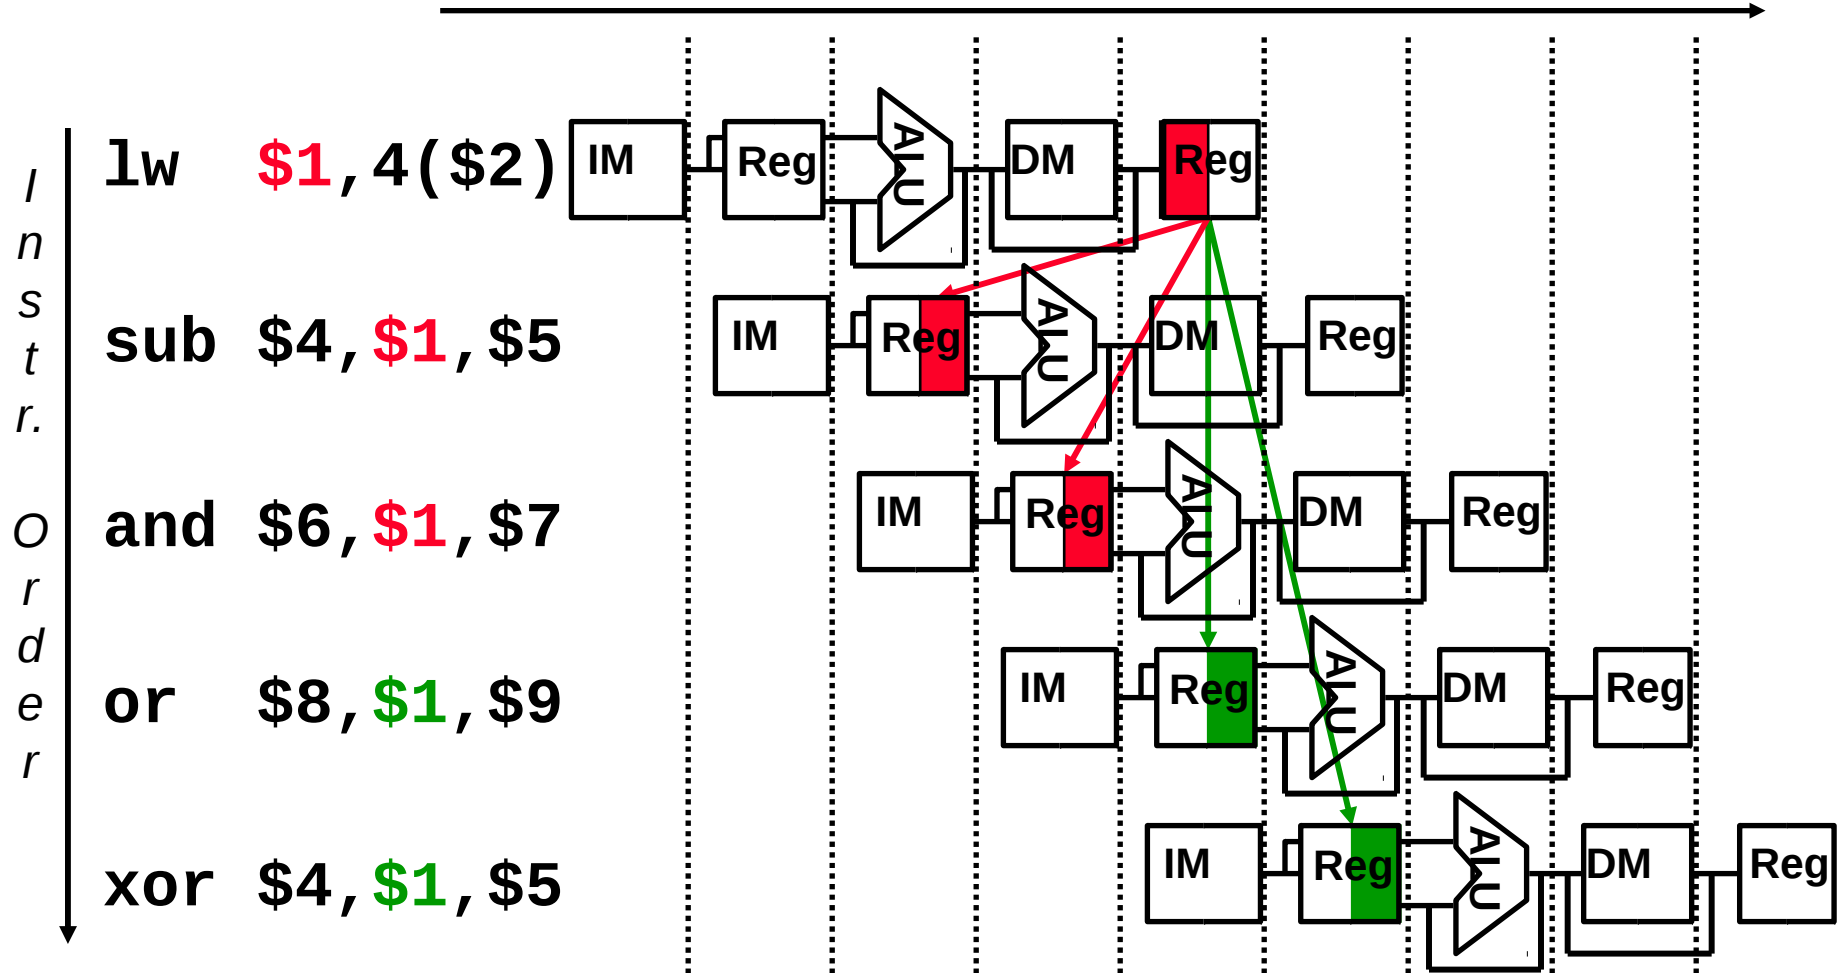 Instr. Order
lw $1,4($2) IM Reg ALU DM Reg
sub $4,$1,$5 IM Reg ALU DM Reg
and $6,$1,$7 IM Reg ALU DM Reg
or $8,$1,$9 IM Reg ALU DM Reg
xor $4,$1,$5 IM Reg ALU DM Reg